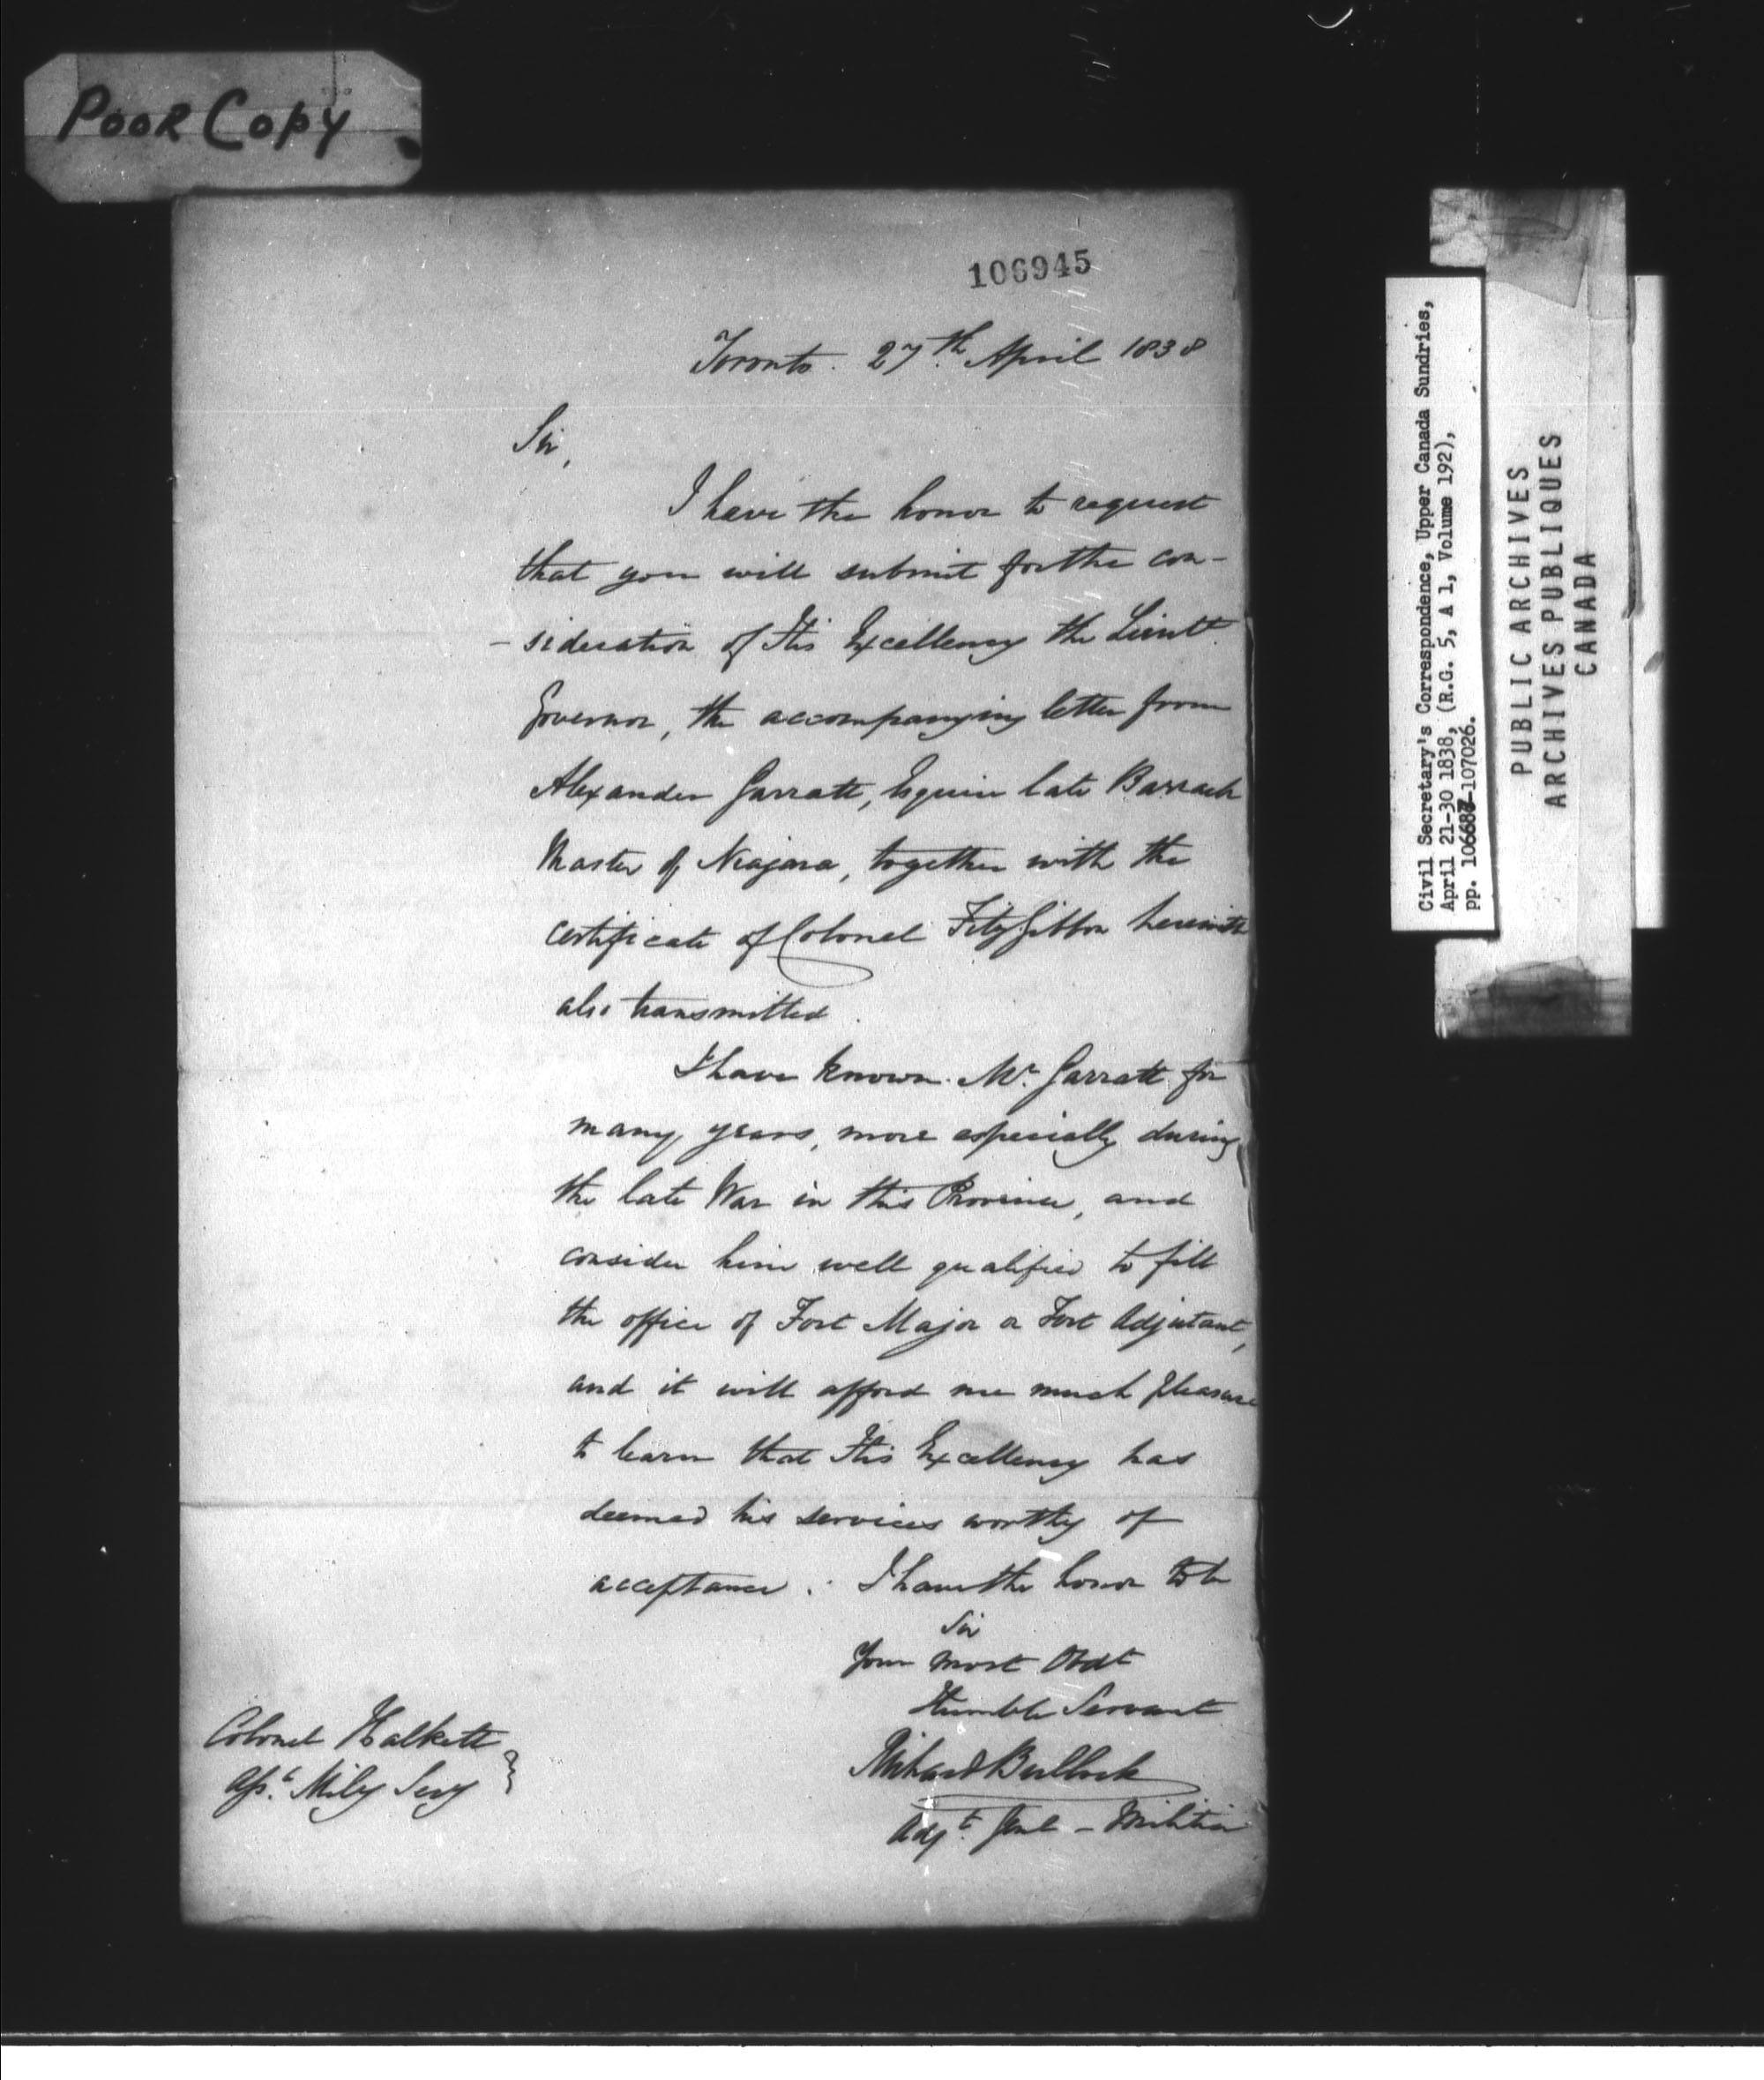 Poor Copy
106945
Toronto. 27th April 1838
Sir,
I have the honor to request
that you will submit for the con-
-sideration of His Excellency the Lieutt.
Governor, the accompanying letter from
Alexander Garratt, Esquire late Barrack
Master of Niagara, together with the
certificate of Colonel FitzGibbon herewith
also transmitted.
I have known Mr. Garratt for
many years, more especially during
the late War in this Province, and
consider him well qualified to fill
the office of Fort Major or Fort Adjutant,
and it will afford me much pleasure
to learn that His Excellency has
deemed his services worthy of
acceptance. I have the honor to be
Sir
Your most Obdt
Humble Servant
Richard Bullock
Adjt. Genl - Militia
Colonel Halkett
Asst. Mily Secy
Civil Secretary's Correspondence, Upper Canada Sundries,
April 21-30 1838, (R.G. 5, A 1, Volume 192),
pp. 106687-107026.
PUBLIC ARCHIVES
ARCHIVES PUBLIQUES
CANADA